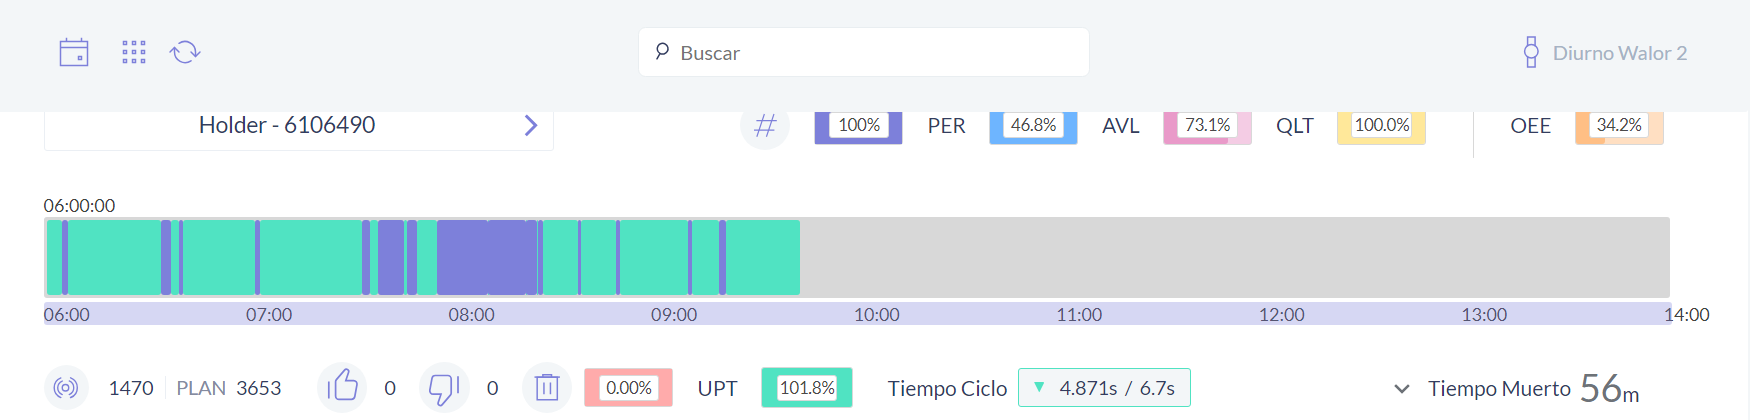 Buscar
Diurno Walor 2
Holder - 6106490
# 100% PER 46.8% AVL 73.1% QLT 100.0% OEE 34.2%
06:00:00
06:00 07:00 08:00 09:00 10:00 11:00 12:00 13:00 14:00
1470 PLAN 3653 0 0 0.00% UPT 101.8% Tiempo Ciclo ▼ 4.871s / 6.7s Tiempo Muerto 56m